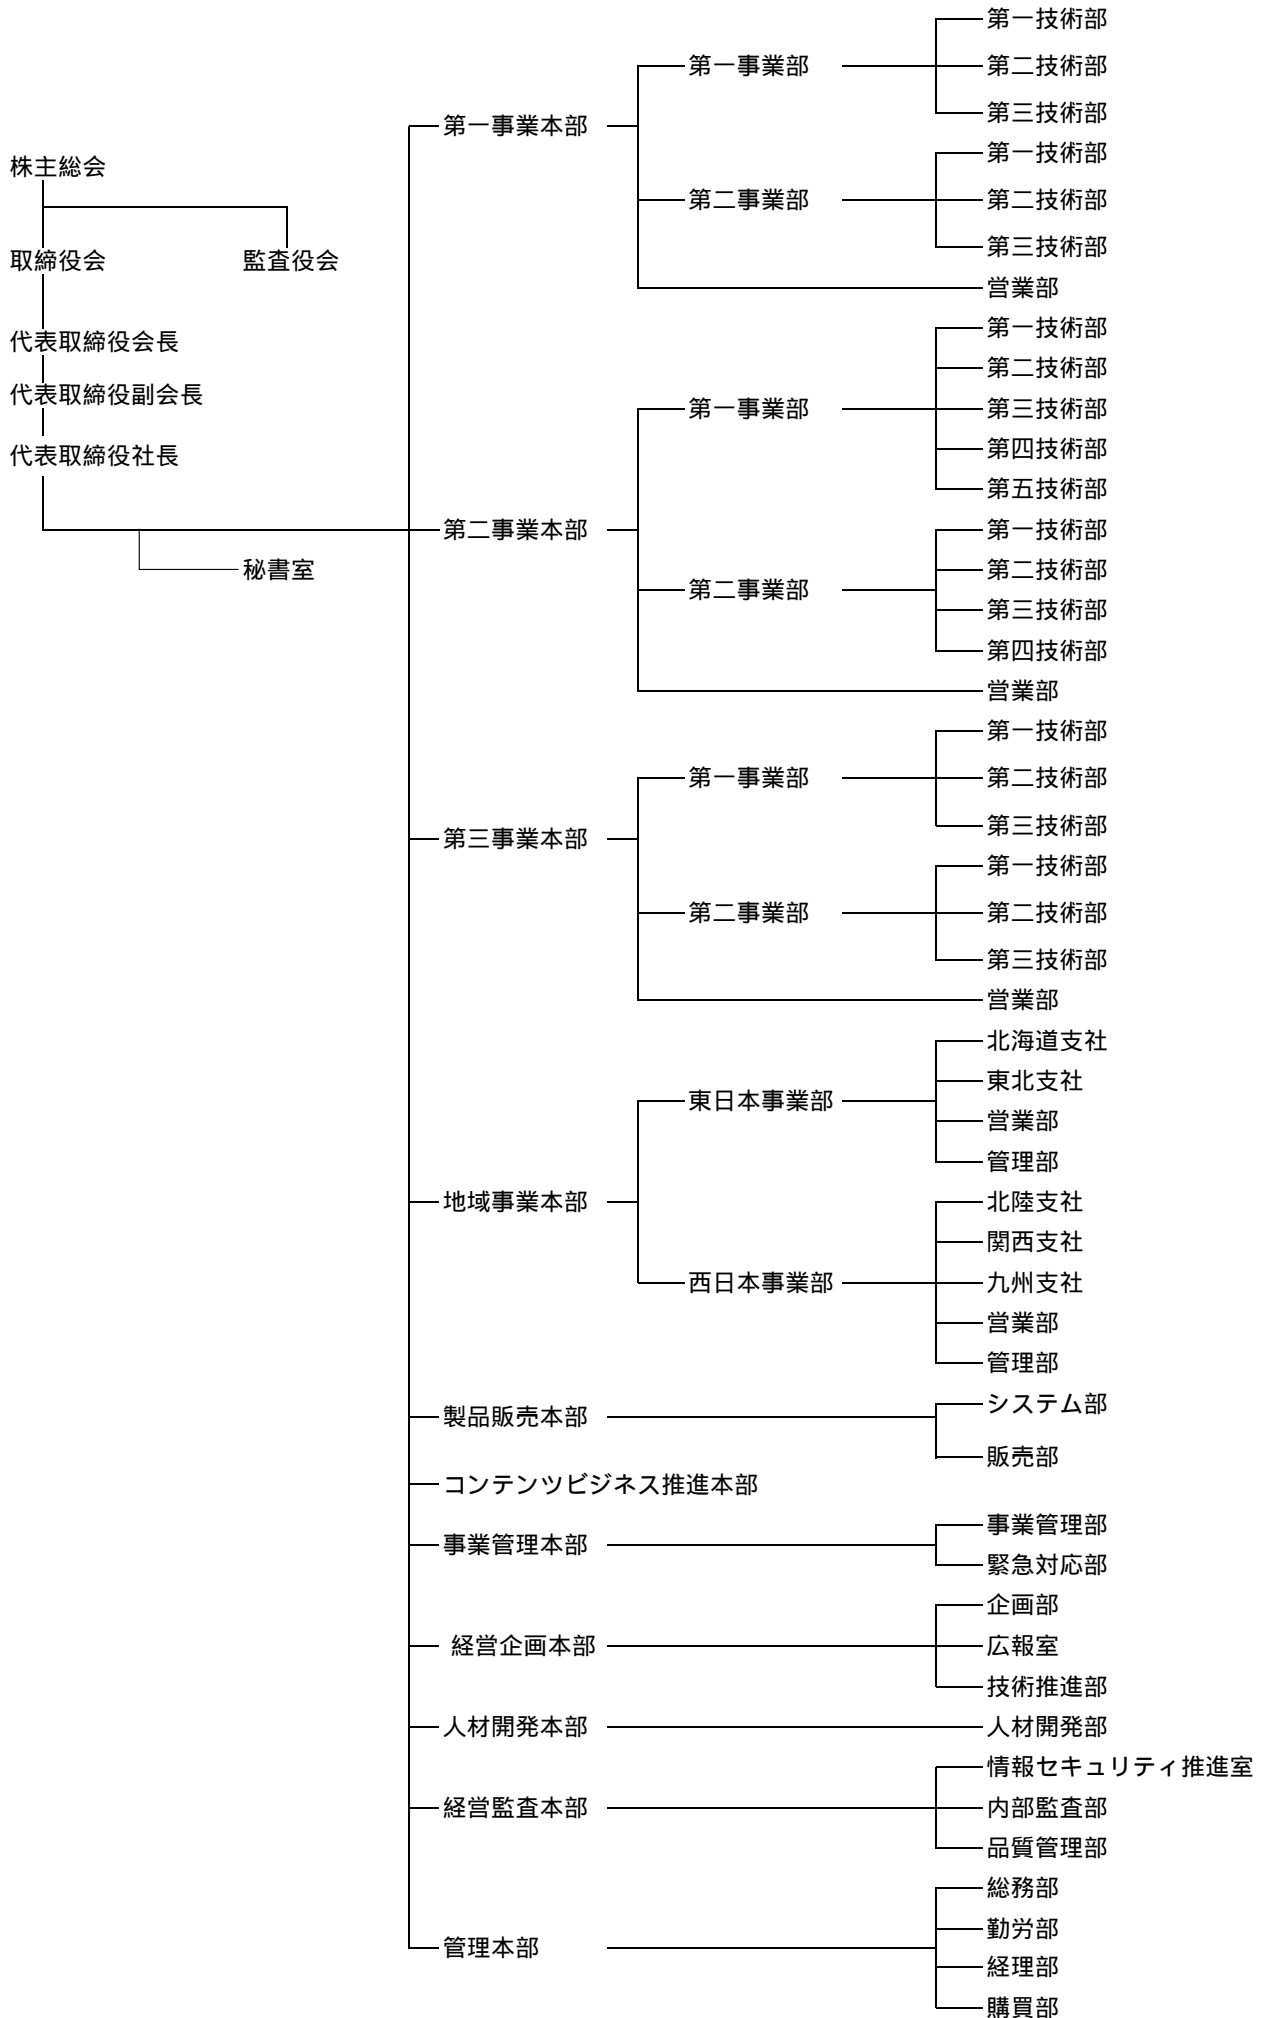 株主総会
取締役会
監査役会
代表取締役会長
代表取締役副会長
代表取締役社長
秘書室
第一事業本部
第一事業部
第一技術部
第二技術部
第三技術部
第二事業部
第一技術部
第二技術部
第三技術部
営業部
第二事業本部
第一事業部
第一技術部
第二技術部
第三技術部
第四技術部
第五技術部
第二事業部
第一技術部
第二技術部
第三技術部
第四技術部
営業部
第三事業本部
第一事業部
第一技術部
第二技術部
第三技術部
第二事業部
第一技術部
第二技術部
第三技術部
営業部
地域事業本部
東日本事業部
北海道支社
東北支社
営業部
管理部
西日本事業部
北陸支社
関西支社
九州支社
営業部
管理部
製品販売本部
システム部
販売部
コンテンツビジネス推進本部
事業管理本部
事業管理部
緊急対応部
経営企画本部
企画部
広報室
技術推進部
人材開発本部
人材開発部
経営監査本部
情報セキュリティ推進室
内部監査部
品質管理部
管理本部
総務部
勤労部
経理部
購買部